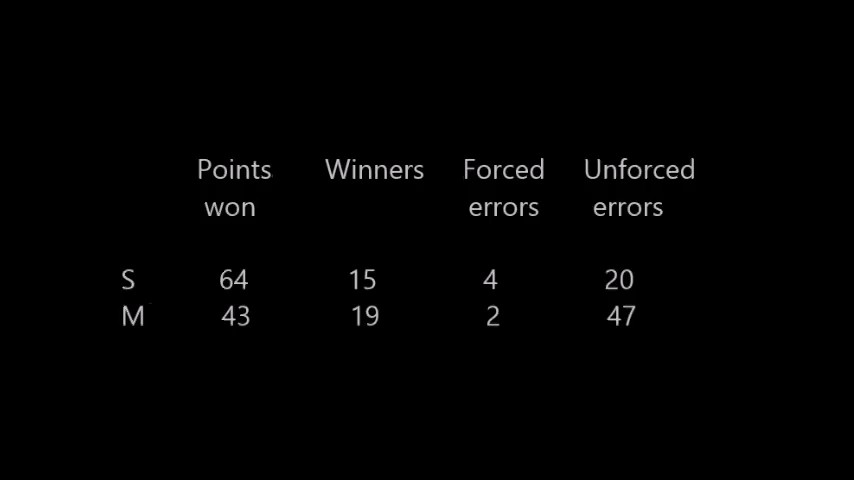 Points Winners Forced Unforced
won errors errors
S 64 15 4 20
M 43 19 2 47